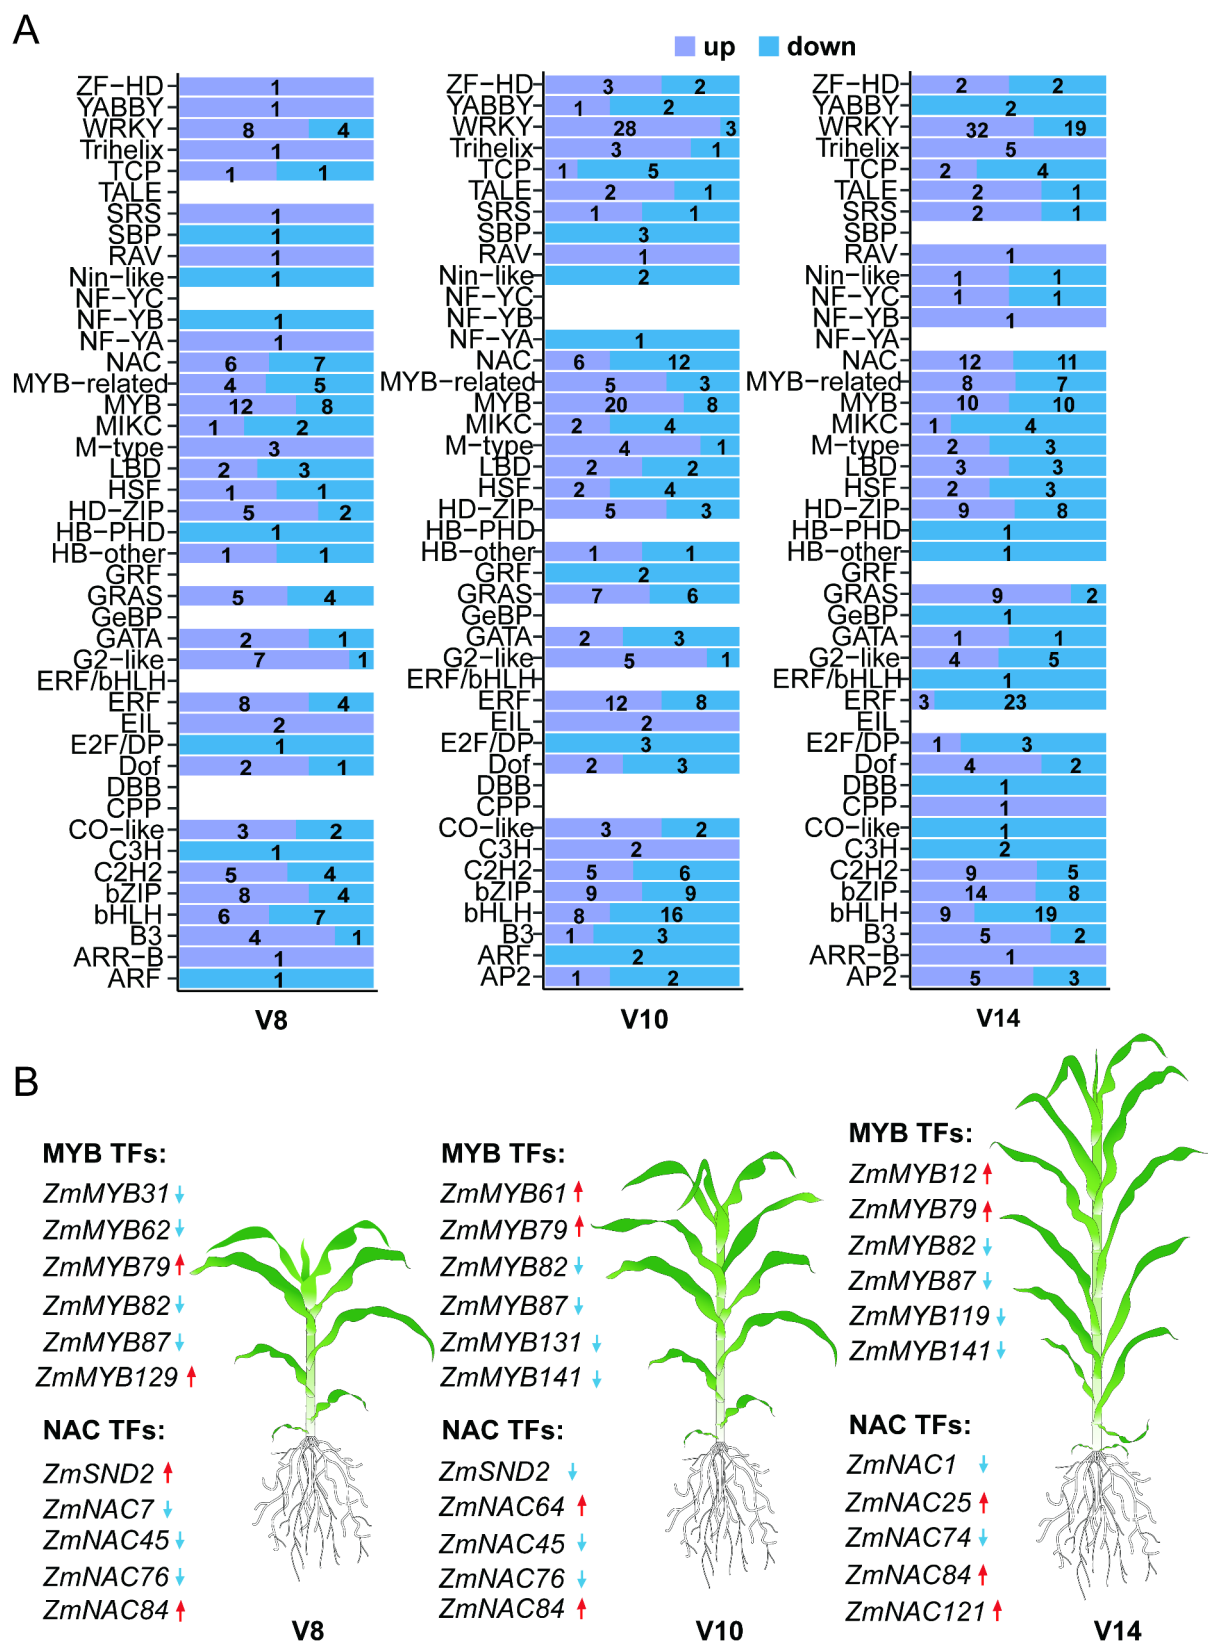 A
up down
ZF−HD 1
YABBY 1
WRKY 8 4
Trihelix 1
TCP 1 1
TALE
SRS 1
SBP 1
RAV 1
Nin−like 1
NF−YC
NF−YB 1
NF−YA 1
NAC 6 7
MYB−related 4 5
MYB 12 8
MIKC 1 2
M−type 3
LBD 2 3
HSF 1 1
HD−ZIP 5 2
HB−PHD 1
HB−other 1 1
GRF
GRAS 5 4
GeBP
GATA 2 1
G2−like 7 1
ERF/bHLH
ERF 8 4
EIL 2
E2F/DP 1
Dof 2 1
DBB
CPP
CO−like 3 2
C3H 1
C2H2 5 4
bZIP 8 4
bHLH 6 7
B3 4 1
ARR−B 1
ARF 1
V8
ZF−HD 3 2
YABBY 1 2
WRKY 28 3
Trihelix 3 1
TCP 1 5
TALE 2 1
SRS 1 1
SBP 3
RAV 1
Nin−like 2
NF−YC
NF−YB
NF−YA 1
NAC 6 12
MYB−related 5 3
MYB 20 8
MIKC 2 4
M−type 4 1
LBD 2 2
HSF 2 4
HD−ZIP 5 3
HB−PHD
HB−other 1 1
GRF 2
GRAS 7 6
GeBP
GATA 2 3
G2−like 5 1
ERF/bHLH
ERF 12 8
EIL 2
E2F/DP 3
Dof 2 3
DBB
CPP
CO−like 3 2
C3H 2
C2H2 5 6
bZIP 9 9
bHLH 8 16
B3 1 3
ARF 2
AP2 1 2
V10
ZF−HD 2 2
YABBY 2
WRKY 32 19
Trihelix 5
TCP 2 4
TALE 2 1
SRS 2 1
SBP
RAV 1
Nin−like 1 1
NF−YC 1 1
NF−YB 1
NF−YA
NAC 12 11
MYB−related 8 7
MYB 10 10
MIKC 1 4
M−type 2 3
LBD 3 3
HSF 2 3
HD−ZIP 9 8
HB−PHD 1
HB−other 1
GRF
GRAS 9 2
GeBP 1
GATA 1 1
G2−like 4 5
ERF/bHLH 1
ERF 3 23
EIL
E2F/DP 1 3
Dof 4 2
DBB 1
CPP 1
CO−like 1
C3H 2
C2H2 9 5
bZIP 14 8
bHLH 9 19
B3 5 2
ARR−B 1
AP2 5 3
V14
B
MYB TFs:
ZmMYB31 ↓
ZmMYB62 ↓
ZmMYB79 ↑
ZmMYB82 ↓
ZmMYB87 ↓
ZmMYB129 ↑
NAC TFs:
ZmSND2 ↑
ZmNAC7 ↓
ZmNAC45 ↓
ZmNAC76 ↓
ZmNAC84 ↑
V8
MYB TFs:
ZmMYB61 ↑
ZmMYB79 ↑
ZmMYB82 ↓
ZmMYB87 ↓
ZmMYB131 ↓
ZmMYB141 ↓
NAC TFs:
ZmSND2 ↓
ZmNAC64 ↑
ZmNAC45 ↓
ZmNAC76 ↓
ZmNAC84 ↑
V10
MYB TFs:
ZmMYB12 ↑
ZmMYB79 ↑
ZmMYB82 ↓
ZmMYB87 ↓
ZmMYB119 ↓
ZmMYB141 ↓
NAC TFs:
ZmNAC1 ↓
ZmNAC25 ↑
ZmNAC74 ↓
ZmNAC84 ↑
ZmNAC121 ↑
V14